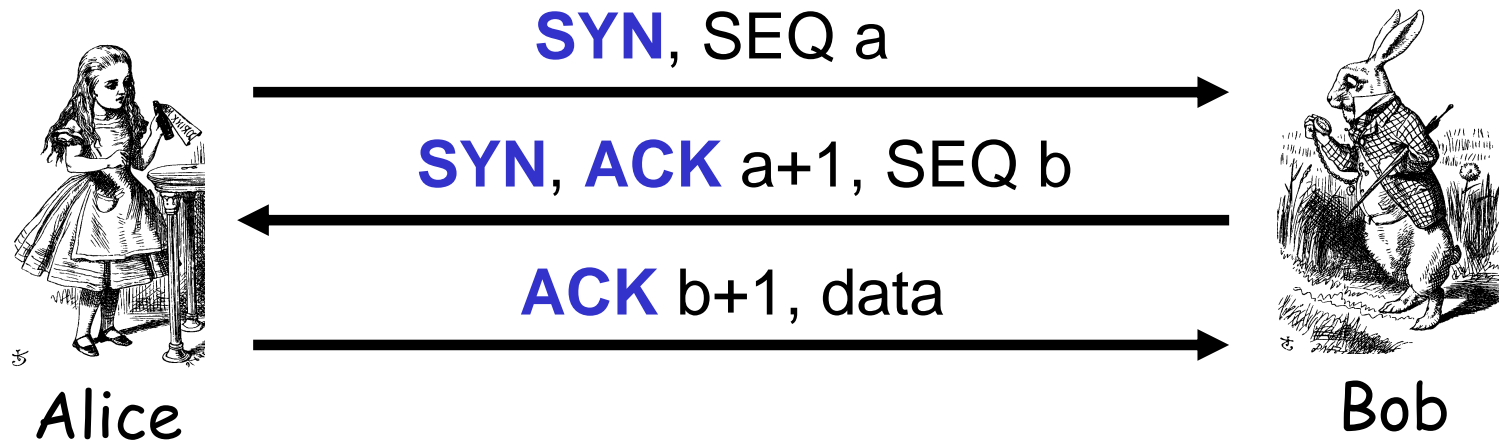 SYN, SEQ a
SYN, ACK a+1, SEQ b
ACK b+1, data
Alice
Bob